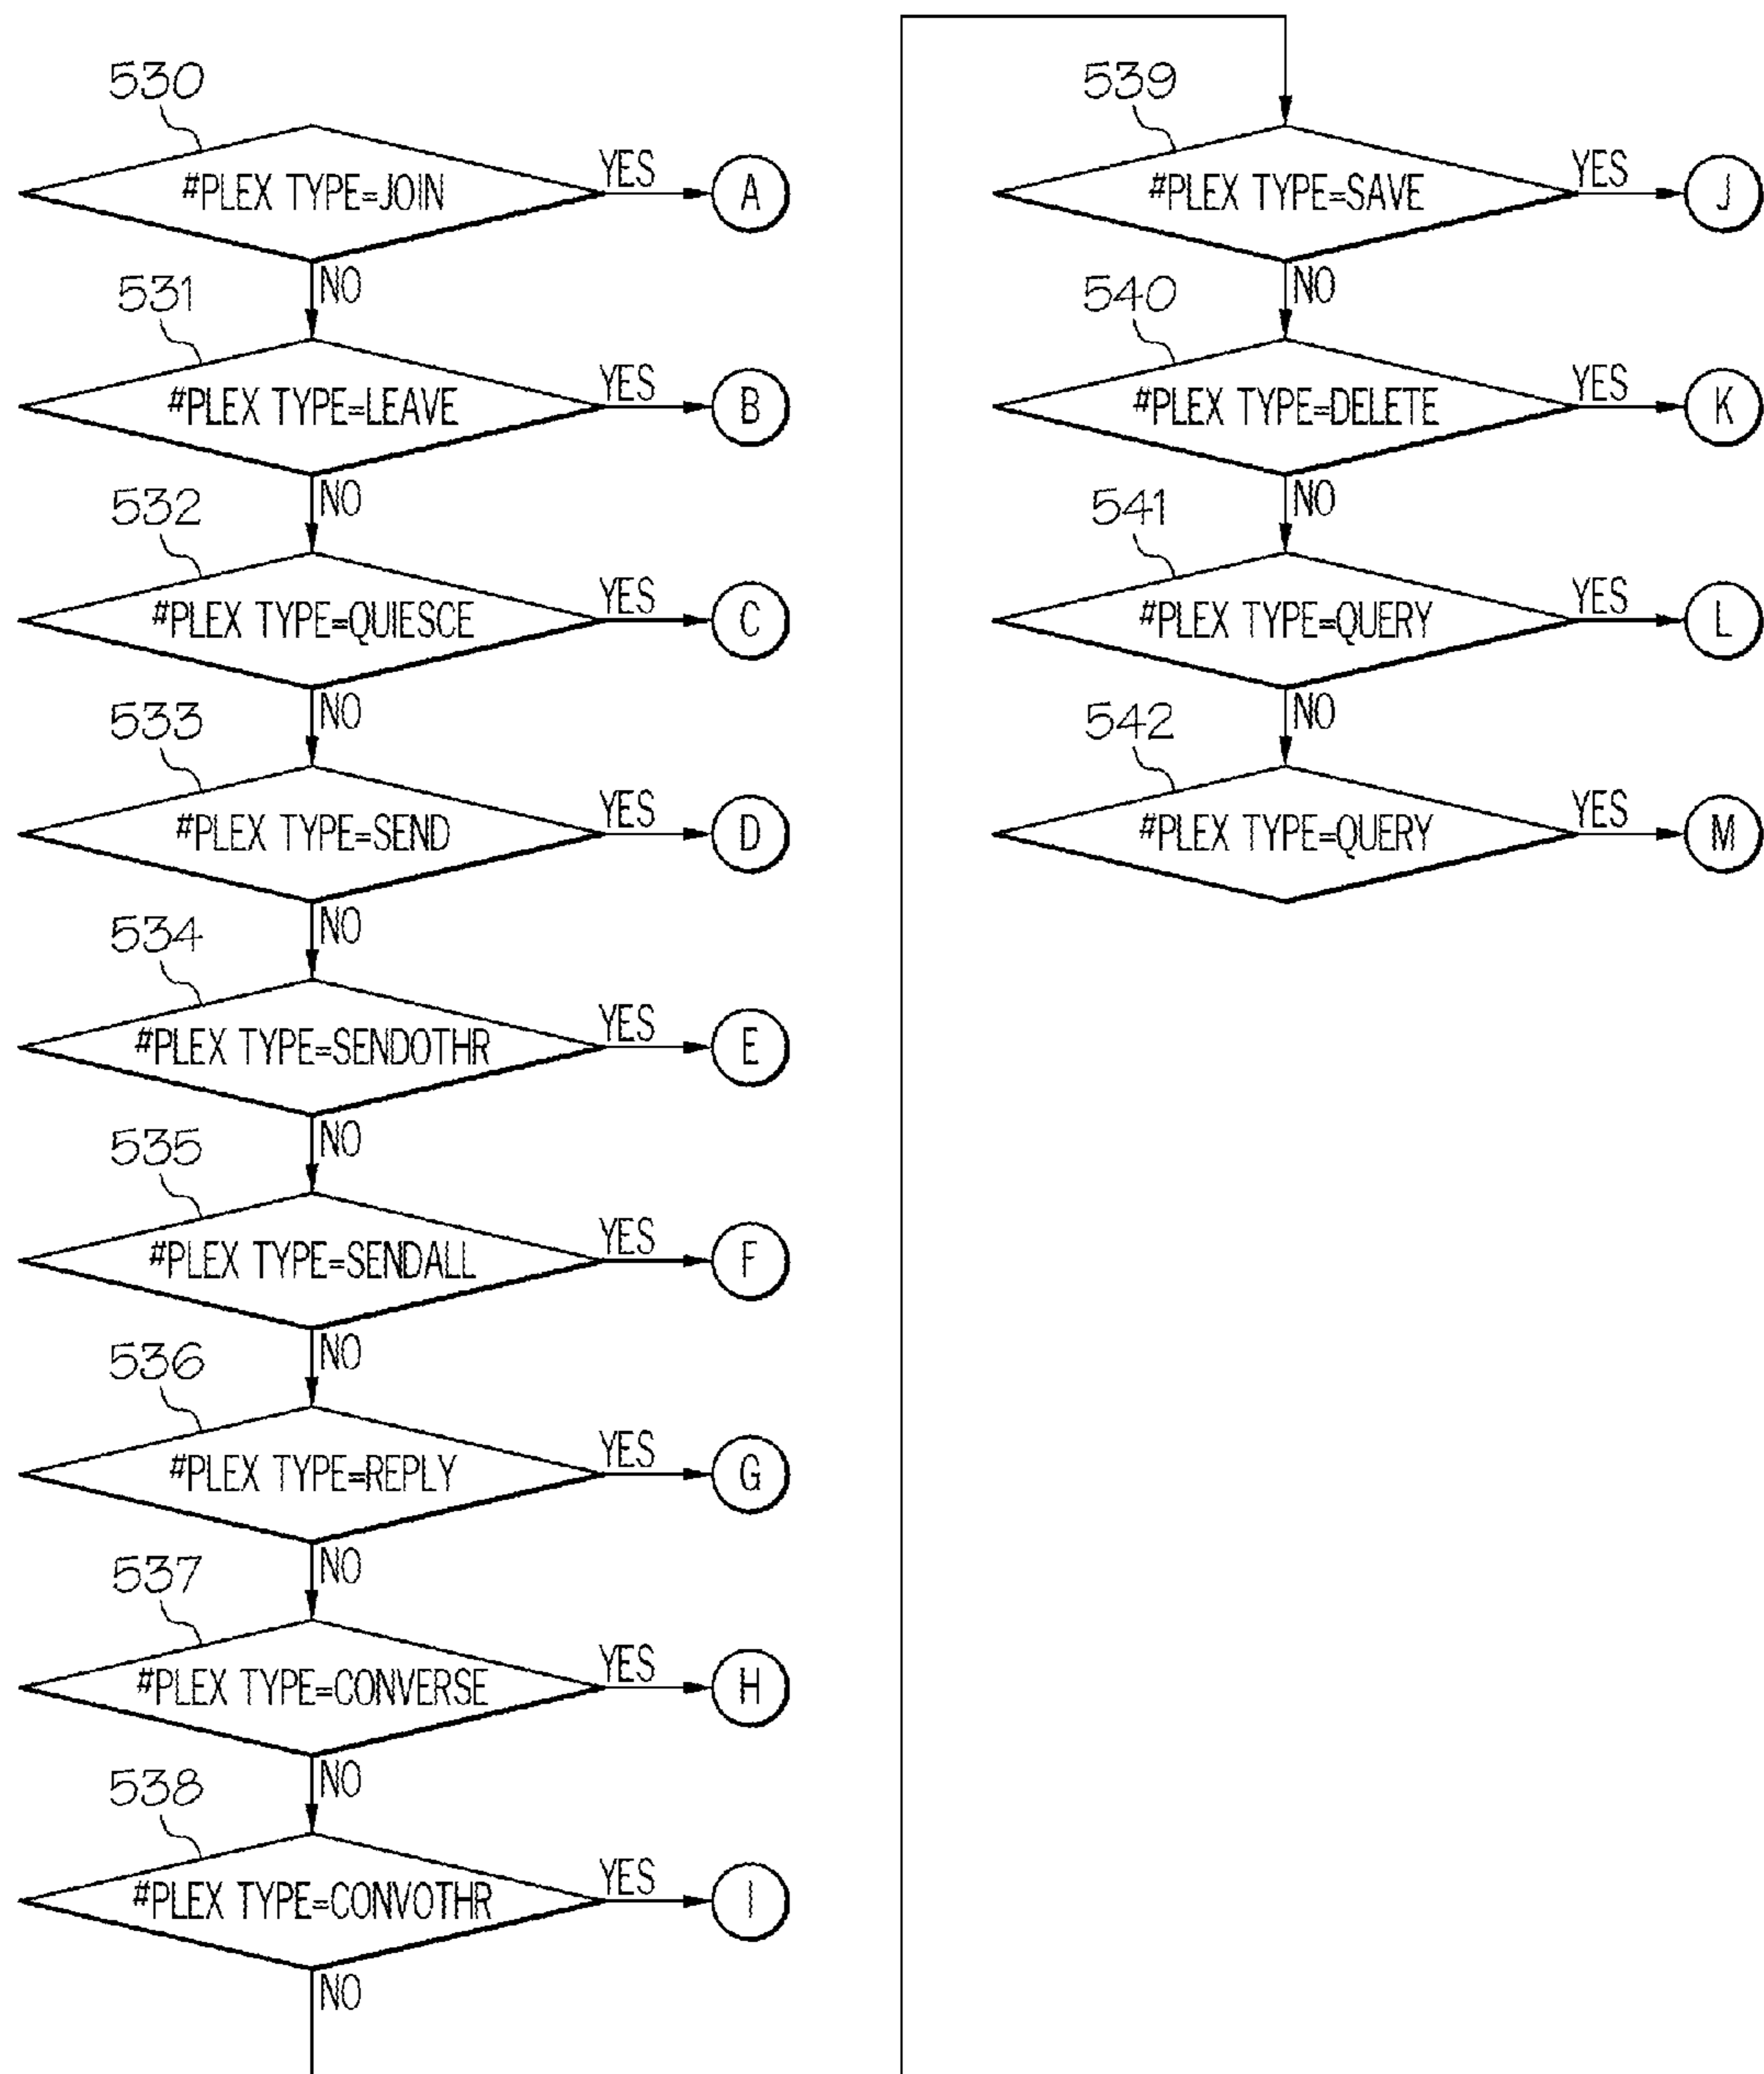 530
#PLEX TYPE=JOIN
YES
A
NO
531
#PLEX TYPE=LEAVE
YES
B
NO
532
#PLEX TYPE=QUIESCE
YES
C
NO
533
#PLEX TYPE=SEND
YES
D
NO
534
#PLEX TYPE=SENDOTHR
YES
E
NO
535
#PLEX TYPE=SENDALL
YES
F
NO
536
#PLEX TYPE=REPLY
YES
G
NO
537
#PLEX TYPE=CONVERSE
YES
H
NO
538
#PLEX TYPE=CONVOTHR
YES
I
NO
539
#PLEX TYPE=SAVE
YES
J
NO
540
#PLEX TYPE=DELETE
YES
K
NO
541
#PLEX TYPE=QUERY
YES
L
NO
542
#PLEX TYPE=QUERY
YES
M